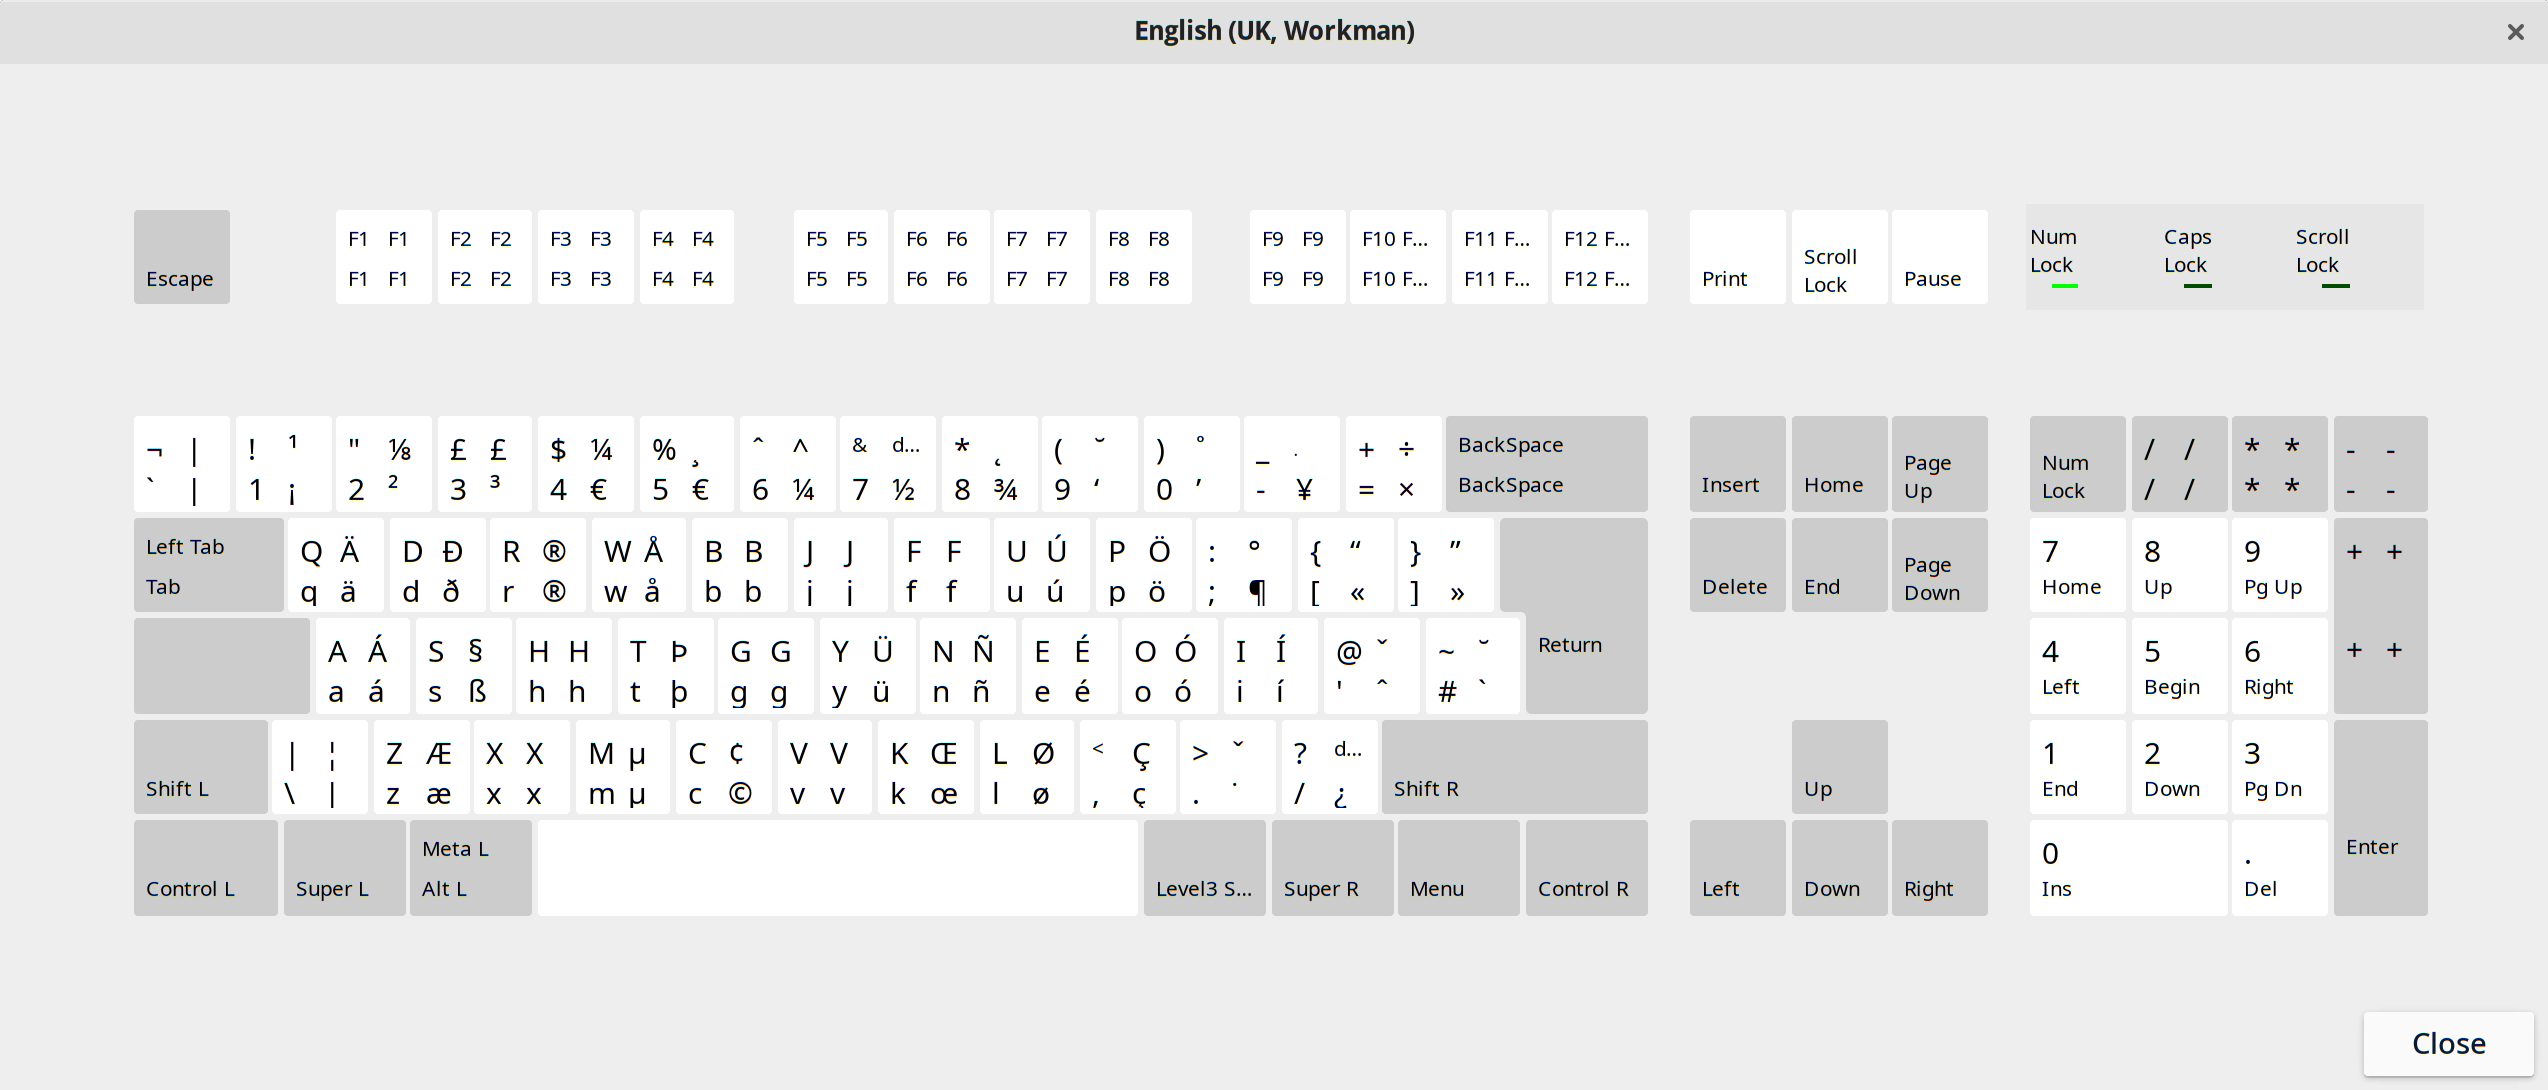 English (UK, Workman)
Escape
F1 F1
F1 F1
F2 F2
F2 F2
F3 F3
F3 F3
F4 F4
F4 F4
F5 F5
F5 F5
F6 F6
F6 F6
F7 F7
F7 F7
F8 F8
F8 F8
F9 F9
F9 F9
F10 F...
F10 F...
F11 F...
F11 F...
F12 F...
F12 F...
Print
Scroll
Lock
Pause
Num
Lock
Caps
Lock
Scroll
Lock
¬ |
` |
! ¹
1 ¡
" ⅛
2 ²
£ £
3 ³
$ ¼
4 €
% ¸
5 €
ˆ ^
6 ¼
& d...
7 ½
* ˛
8 ¾
( ˘
9 ‘
) °
0 ’
_ ˙
- ¥
+ ÷
= ×
BackSpace
BackSpace
Insert
Home
Page
Up
Num
Lock
/ /
/ /
* *
* *
- -
- -
Left Tab
Tab
Q Ä
q ä
D Ð
d ð
R ®
r ®
W Å
w å
B B
b b
J J
j j
F F
f f
U Ú
u ú
P Ö
p ö
: °
; ¶
{ “
[ «
} ”
] »
Return
Delete
End
Page
Down
7
Home
8
Up
9
Pg Up
+ +
+ +
A Á
a á
S §
s ß
H H
h h
T Þ
t þ
G G
g g
Y Ü
y ü
N Ñ
n ñ
E É
e é
O Ó
o ó
I Í
i í
@ ˇ
' ˆ
~ ˘
# `
4
Left
5
Begin
6
Right
Shift L
| ¦
\ |
Z Æ
z æ
X X
x x
M µ
m µ
C ¢
c ©
V V
v v
K Œ
k œ
L Ø
l ø
< Ç
, ç
> ˇ
. ˙
? d...
/ ¿
Shift R
Up
1
End
2
Down
3
Pg Dn
Enter
Control L
Super L
Meta L
Alt L
Level3 S...
Super R
Menu
Control R
Left
Down
Right
0
Ins
.
Del
Close